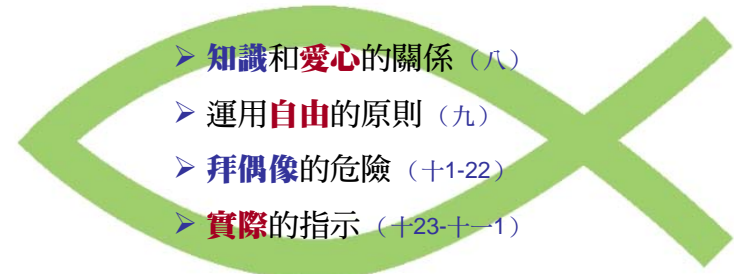 ➢ 知識和愛心的關係（八）
➢ 運用自由的原則（九）
➢ 拜偶像的危險（十1-22）
➢ 實際的指示（十23-十一1）